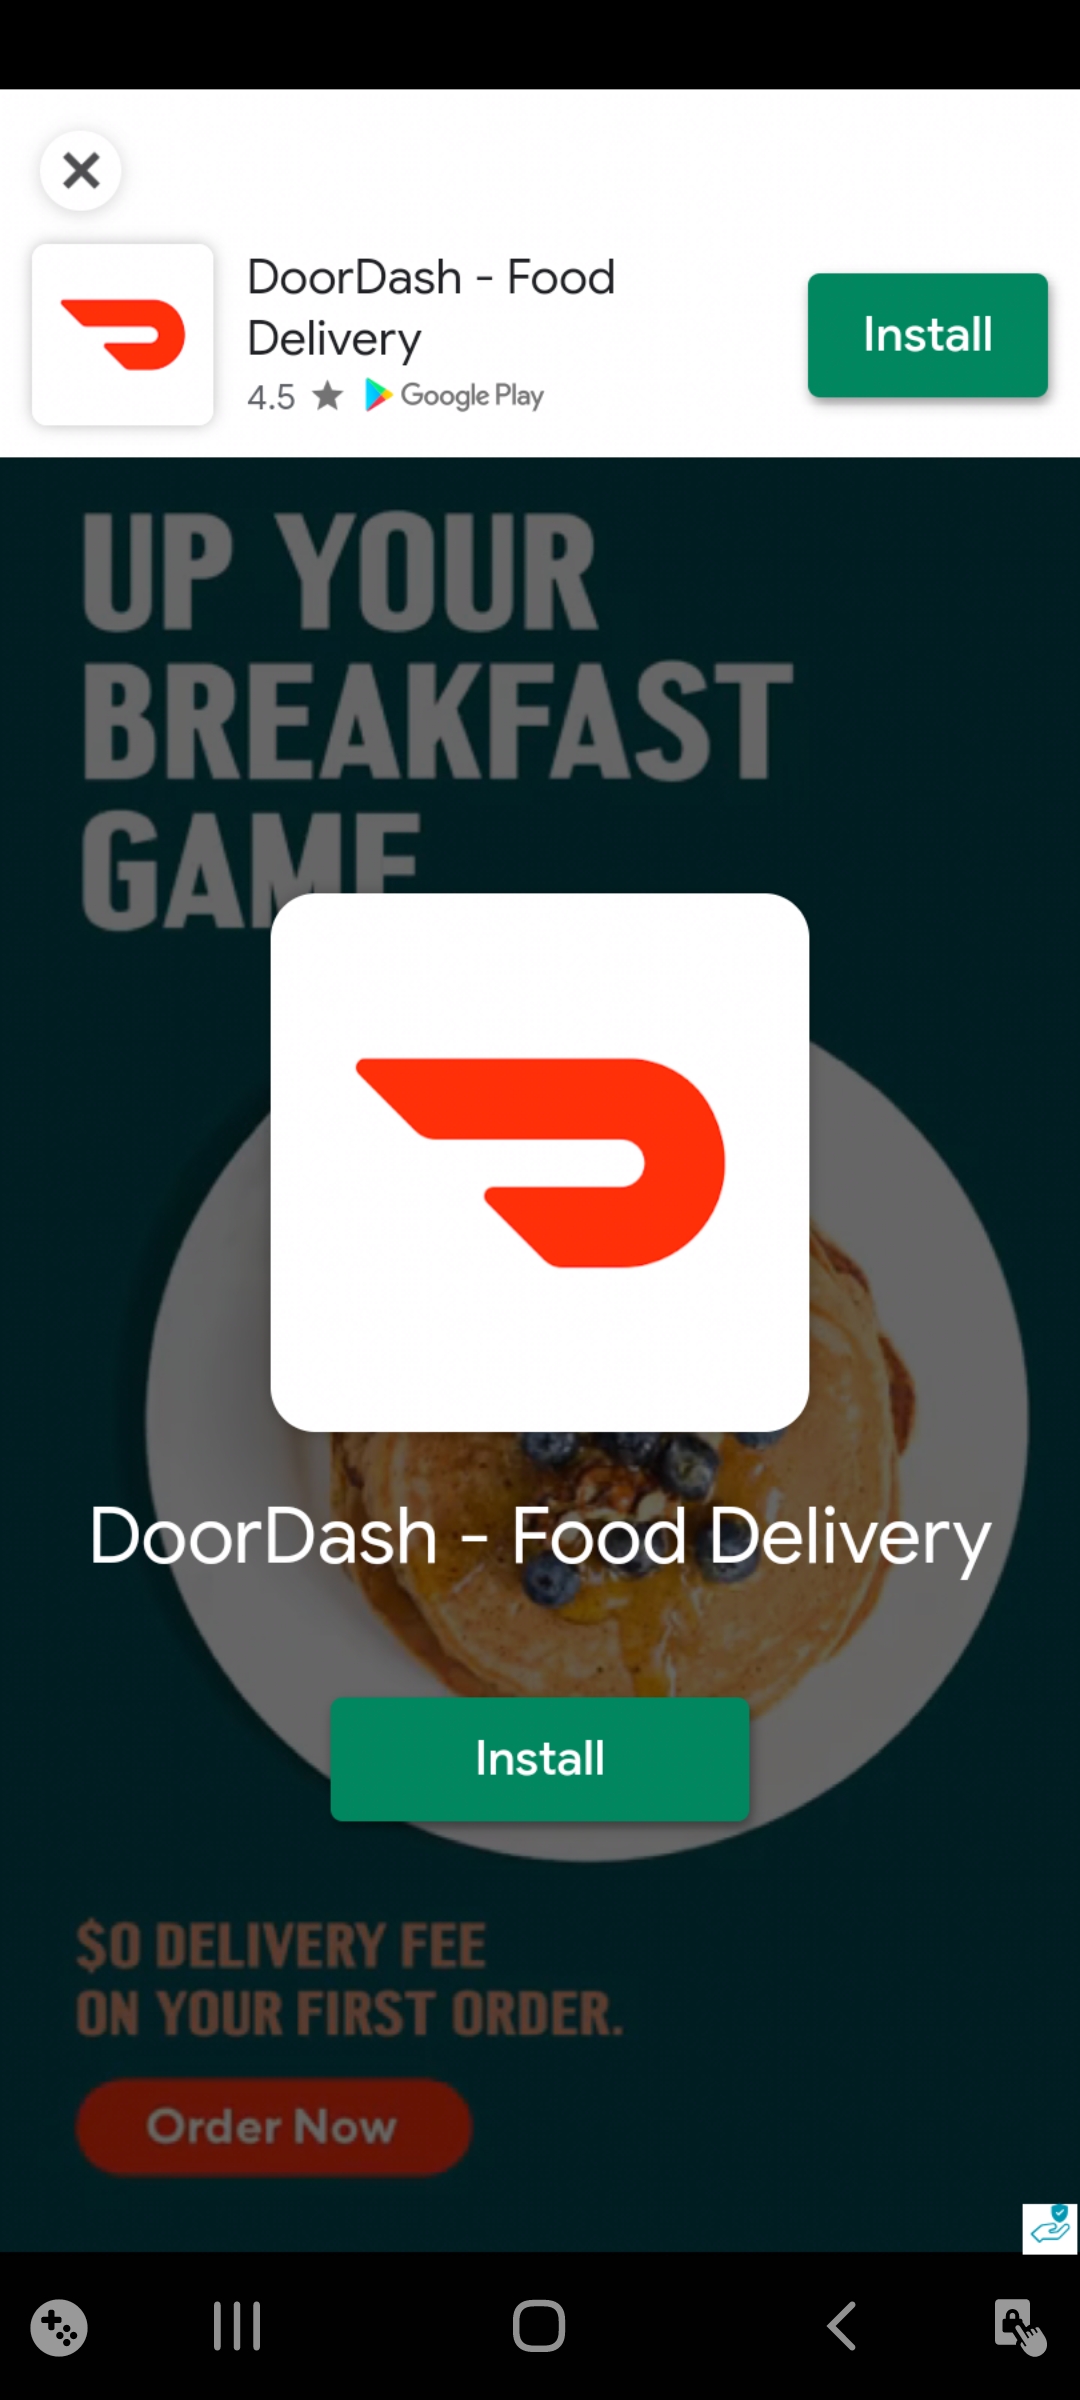 DoorDash - Food
Delivery
4.5 ★ Google Play
Install
UP YOUR
BREAKFAST
GAME
DoorDash - Food Delivery
Install
$0 DELIVERY FEE
ON YOUR FIRST ORDER.
Order Now